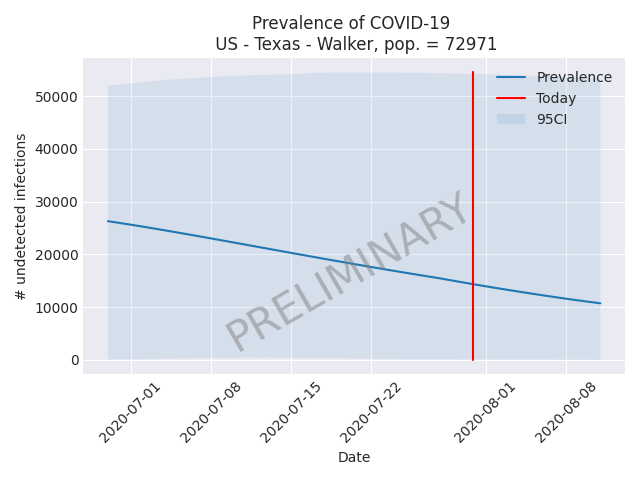 Prevalence of COVID-19
US - Texas - Walker, pop. = 72971
Prevalence
Today
95CI
50000
40000
30000
20000
10000
0
# undetected infections
PRELIMINARY
2020-07-01
2020-07-08
2020-07-15
2020-07-22
2020-08-01
2020-08-08
Date